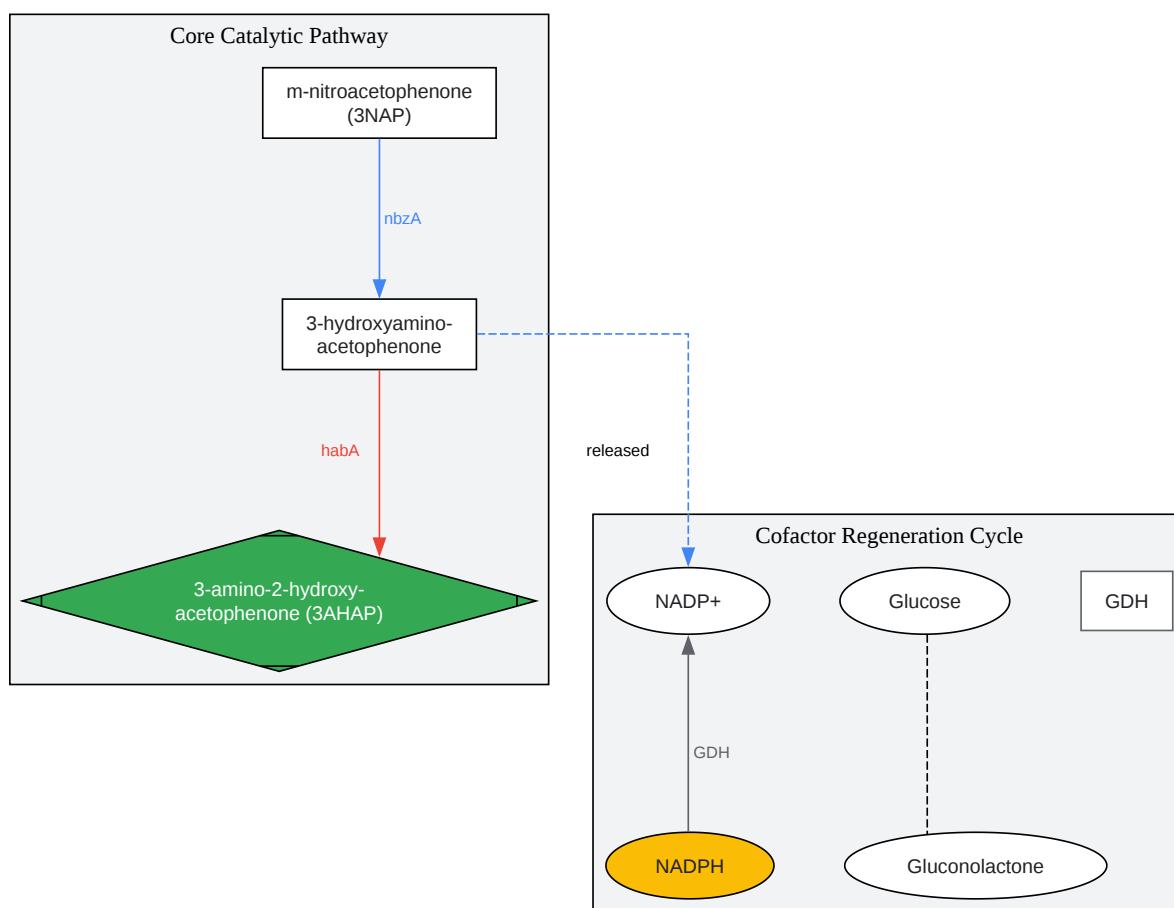 Core Catalytic Pathway
m-nitroacetophenone
(3NAP)
nbzA
3-hydroxyamino-
acetophenone
habA
released
3-amino-2-hydroxy-
acetophenone (3AHAP)
Cofactor Regeneration Cycle
NADP+
Glucose
GDH
GDH
NADPH
Gluconolactone